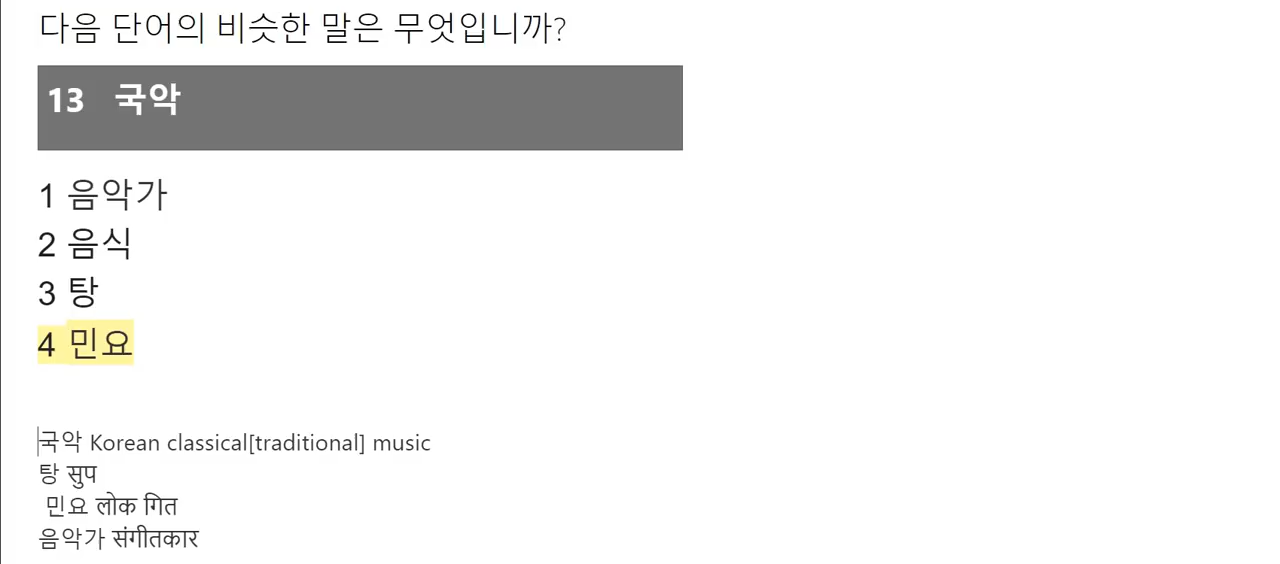 다음 단어의 비슷한 말은 무엇입니까?
13 국악
1 음악가
2 음식
3 탕
4 민요
국악 Korean classical[traditional] music
탕 सुप
민요 लोक गित
음악가 संगीतकार